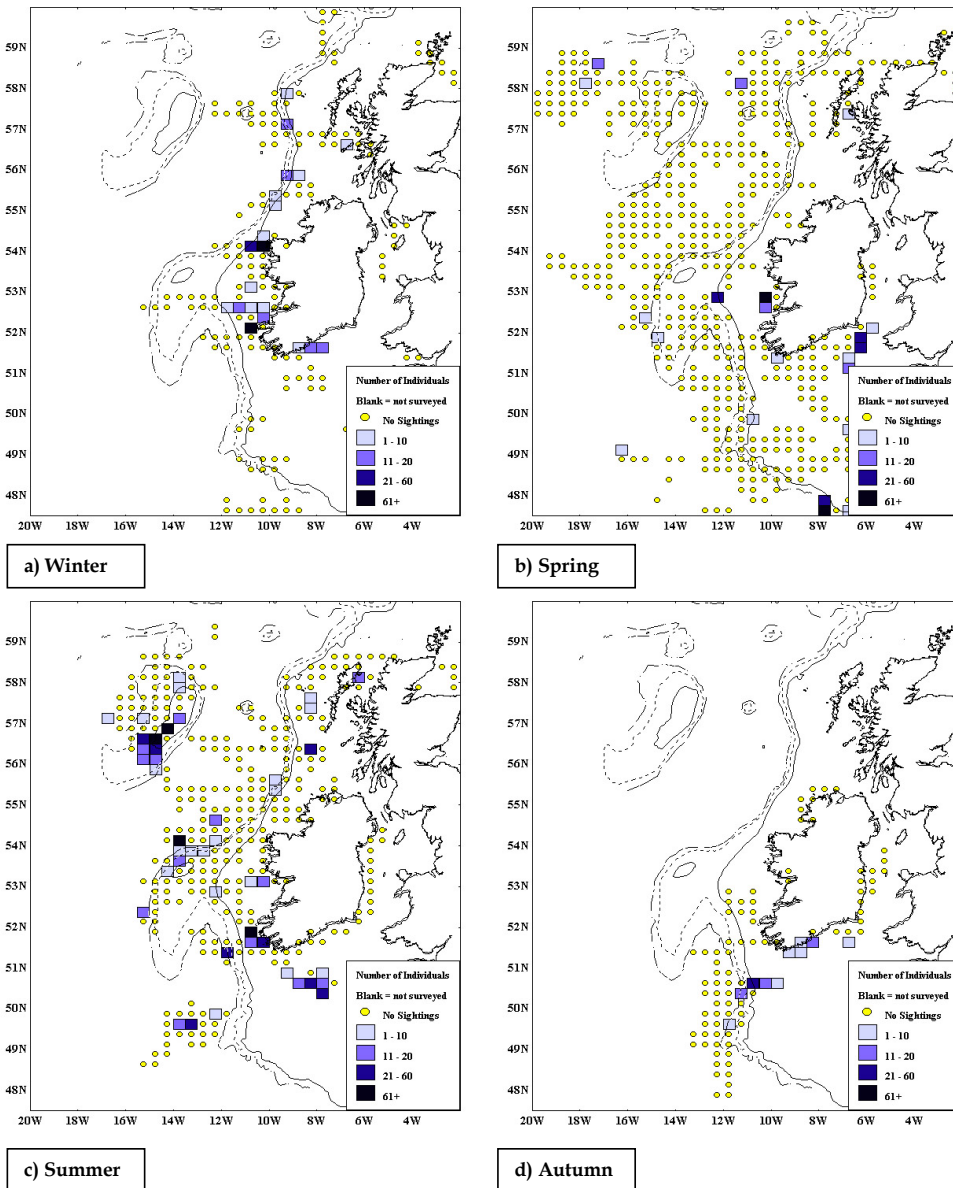 59N
58N
57N
56N
55N
54N
53N
52N
51N
50N
49N
48N
Number of Individuals
Blank = not surveyed
No Sightings
1 - 10
11 - 20
21 - 60
61+
20W 16W 14W 12W 10W 8W 6W 4W
a) Winter
59N
58N
57N
56N
55N
54N
53N
52N
51N
50N
49N
48N
Number of Individuals
Blank = not surveyed
No Sightings
1 - 10
11 - 20
21 - 60
61+
20W 16W 14W 12W 10W 8W 6W 4W
b) Spring
59N
58N
57N
56N
55N
54N
53N
52N
51N
50N
49N
48N
Number of Individuals
Blank = not surveyed
No Sightings
1 - 10
11 - 20
21 - 60
61+
20W 16W 14W 12W 10W 8W 6W 4W
c) Summer
59N
58N
57N
56N
55N
54N
53N
52N
51N
50N
49N
48N
Number of Individuals
Blank = not surveyed
No Sightings
1 - 10
11 - 20
21 - 60
61+
20W 16W 14W 12W 10W 8W 6W 4W
d) Autumn